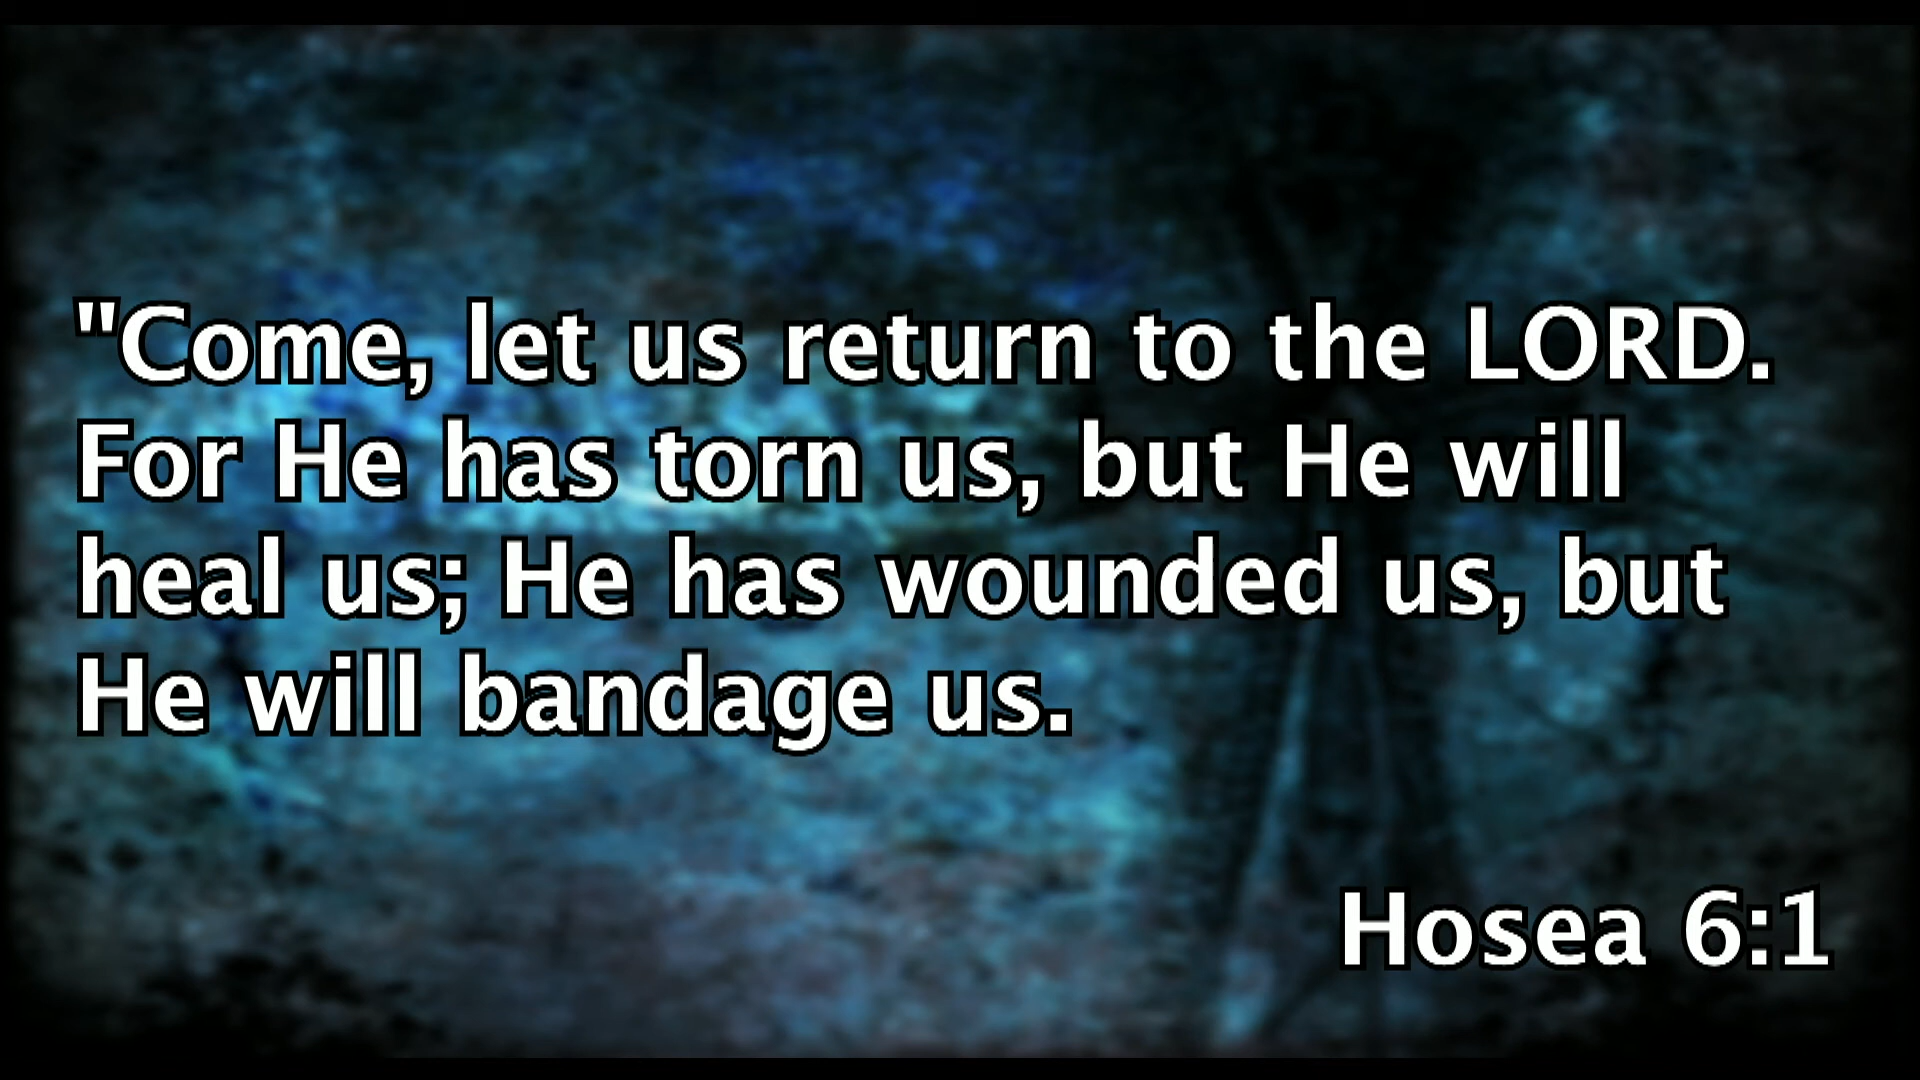 "Come, let us return to the LORD.
For He has torn us, but He will
heal us; He has wounded us, but
He will bandage us.
Hosea 6:1